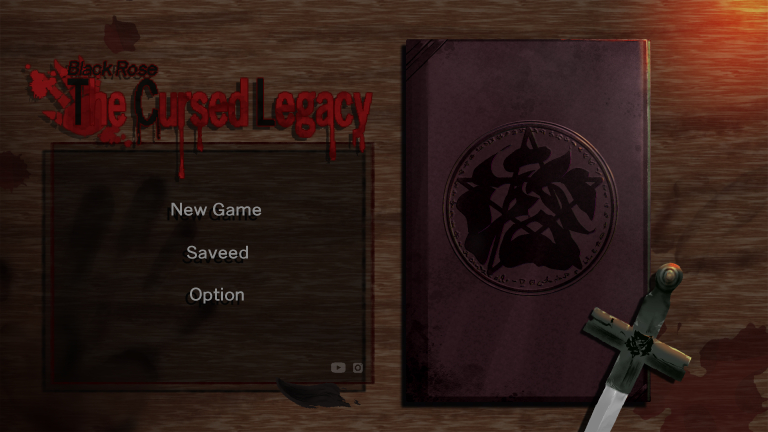 Black Rose
The Cursed Legacy
New Game
Saveed
Option